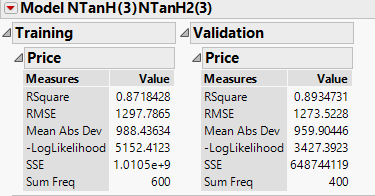 Model NTanH(3)NTanH2(3)
Training Validation
Price Price
Measures Value Measures Value
RSquare 0.8718428 RSquare 0.8934731
RMSE 1297.7865 RMSE 1273.5228
Mean Abs Dev 988.43634 Mean Abs Dev 959.90446
-LogLikelihood 5152.4123 -LogLikelihood 3427.3923
SSE 1.0105e+9 SSE 648744119
Sum Freq 600 Sum Freq 400